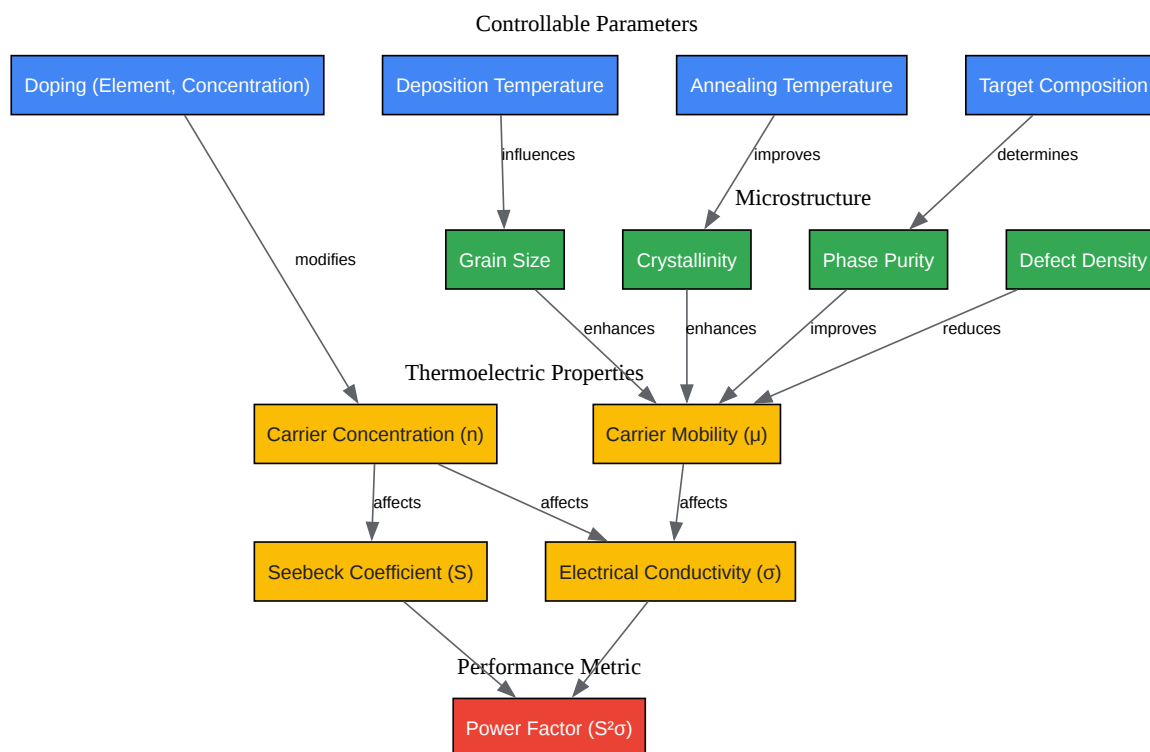 Controllable Parameters
Doping (Element, Concentration)
Deposition Temperature
Annealing Temperature
Target Composition
influences
improves
determines
Microstructure
modifies
Grain Size
Crystallinity
Phase Purity
Defect Density
enhances
enhances
improves
reduces
Thermoelectric Properties
Carrier Concentration (n)
Carrier Mobility (μ)
affects
affects
affects
Seebeck Coefficient (S)
Electrical Conductivity (σ)
Performance Metric
Power Factor (S²σ)